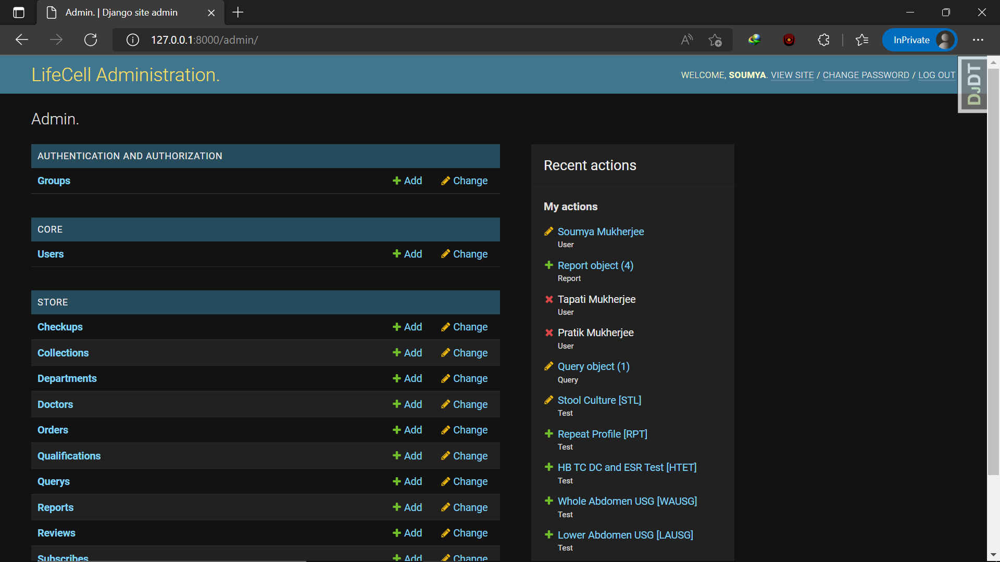 Admin. | Django site admin
127.0.0.1:8000/admin/
InPrivate
LifeCell Administration.
WELCOME, SOUMYA. VIEW SITE / CHANGE PASSWORD / LOG OUT
DJDT
Admin.
AUTHENTICATION AND AUTHORIZATION
Groups Add Change
CORE
Users Add Change
STORE
Checkups Add Change
Collections Add Change
Departments Add Change
Doctors Add Change
Orders Add Change
Qualifications Add Change
Querys Add Change
Reports Add Change
Reviews Add Change
Subscribes Add Change
Recent actions
My actions
Soumya Mukherjee
User
Report object (4)
Report
Tapati Mukherjee
User
Pratik Mukherjee
User
Query object (1)
Query
Stool Culture [STL]
Test
Repeat Profile [RPT]
Test
HB TC DC and ESR Test [HTET]
Test
Whole Abdomen USG [WAUSG]
Test
Lower Abdomen USG [LAUSG]
Test